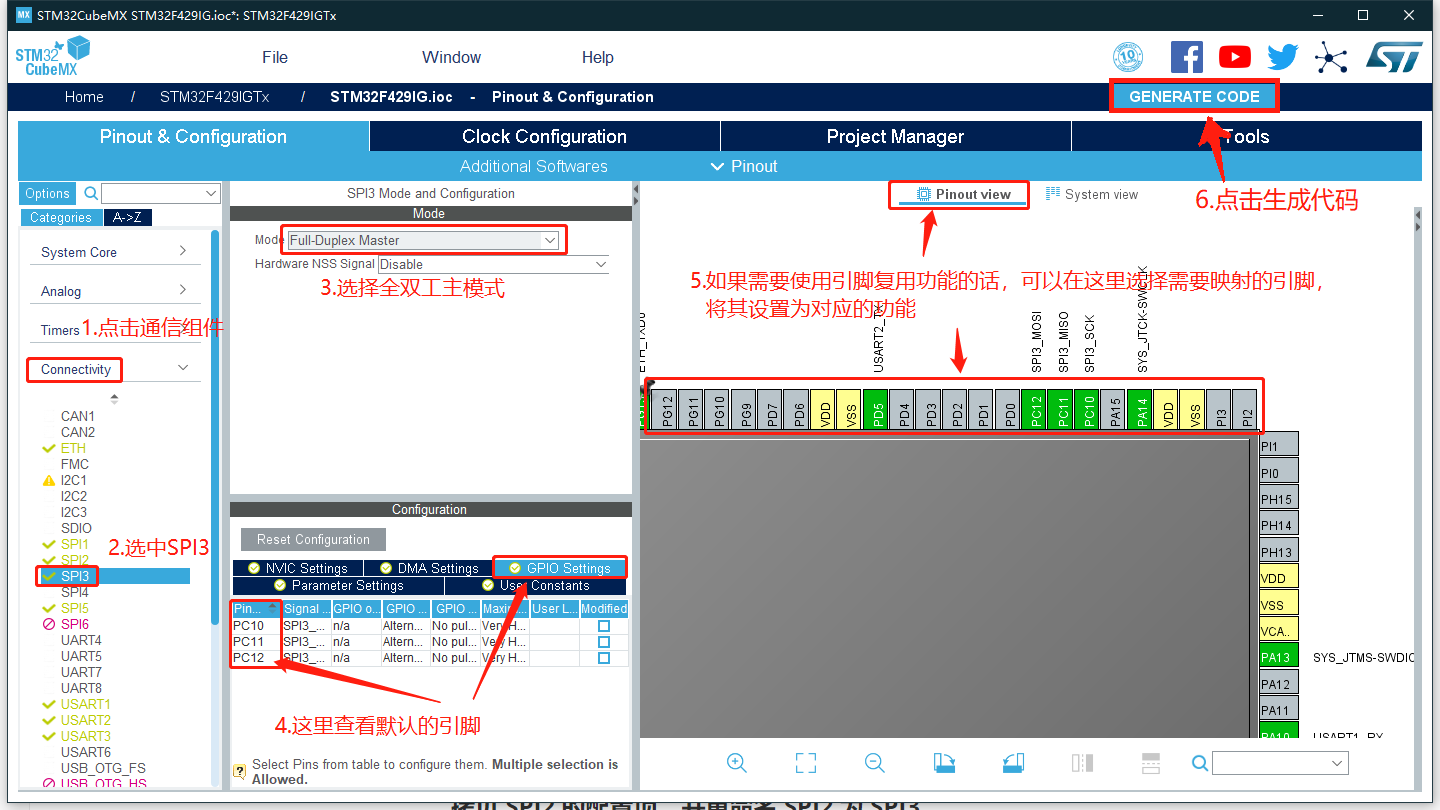 MX STM32CubeMX STM32F429IG.ioc*: STM32F429IGTx
STM32 CubeMX
File Window Help
10
ST
Home / STM32F429IGTx / STM32F429IG.ioc - Pinout & Configuration
GENERATE CODE
Pinout & Configuration
Clock Configuration
Project Manager
Tools
Additional Softwares
Pinout
6.点击生成代码
Options
Categories
A->Z
System Core
Analog
Timers
1.点击通信组件
Connectivity
CAN1
CAN2
ETH
FMC
I2C1
I2C2
I2C3
SDIO
SPI1
SPI2
2.选中SPI3
SPI3
SPI4
SPI5
SPI6
UART4
UART5
UART7
UART8
USART1
USART2
USART3
USART6
USB_OTG_FS
USB_OTG_HS
SPI3 Mode and Configuration
Mode
Mode Full-Duplex Master
Hardware NSS Signal Disable
3.选择全双工主模式
Configuration
Reset Configuration
NVIC Settings
DMA Settings
GPIO Settings
Parameter Settings
User Constants
Pin... Signal ... GPIO o... GPIO ... GPIO ... Maxim... User L... Modified
PC10 SPI3_... n/a Altern... No pul... Very H...
PC11 SPI3_... n/a Altern... No pul... Very H...
PC12 SPI3_... n/a Altern... No pul... Very H...
4.这里查看默认的引脚
Select Pins from table to configure them. Multiple selection is
Allowed.
Pinout view
System view
5.如果需要使用引脚复用功能的话，可以在这里选择需要映射的引脚，
将其设置为对应的功能
ETH_TXD0
USART2_TX
SPI3_MOSI
SPI3_MISO
SPI3_SCK
SYS_JTCK-SWCLK
PG12
PG11
PG10
PG9
PD7
PD6
VDD
VSS
PD5
PD4
PD3
PD2
PD1
PD0
PC12
PC11
PC10
PA15
PA14
VDD
VSS
PI3
PI2
PI1
PI0
PH15
PH14
PH13
VDD
VSS
VCA..
PA13 SYS_JTMS-SWDIO
PA12
PA11
PA10 USART1_RX